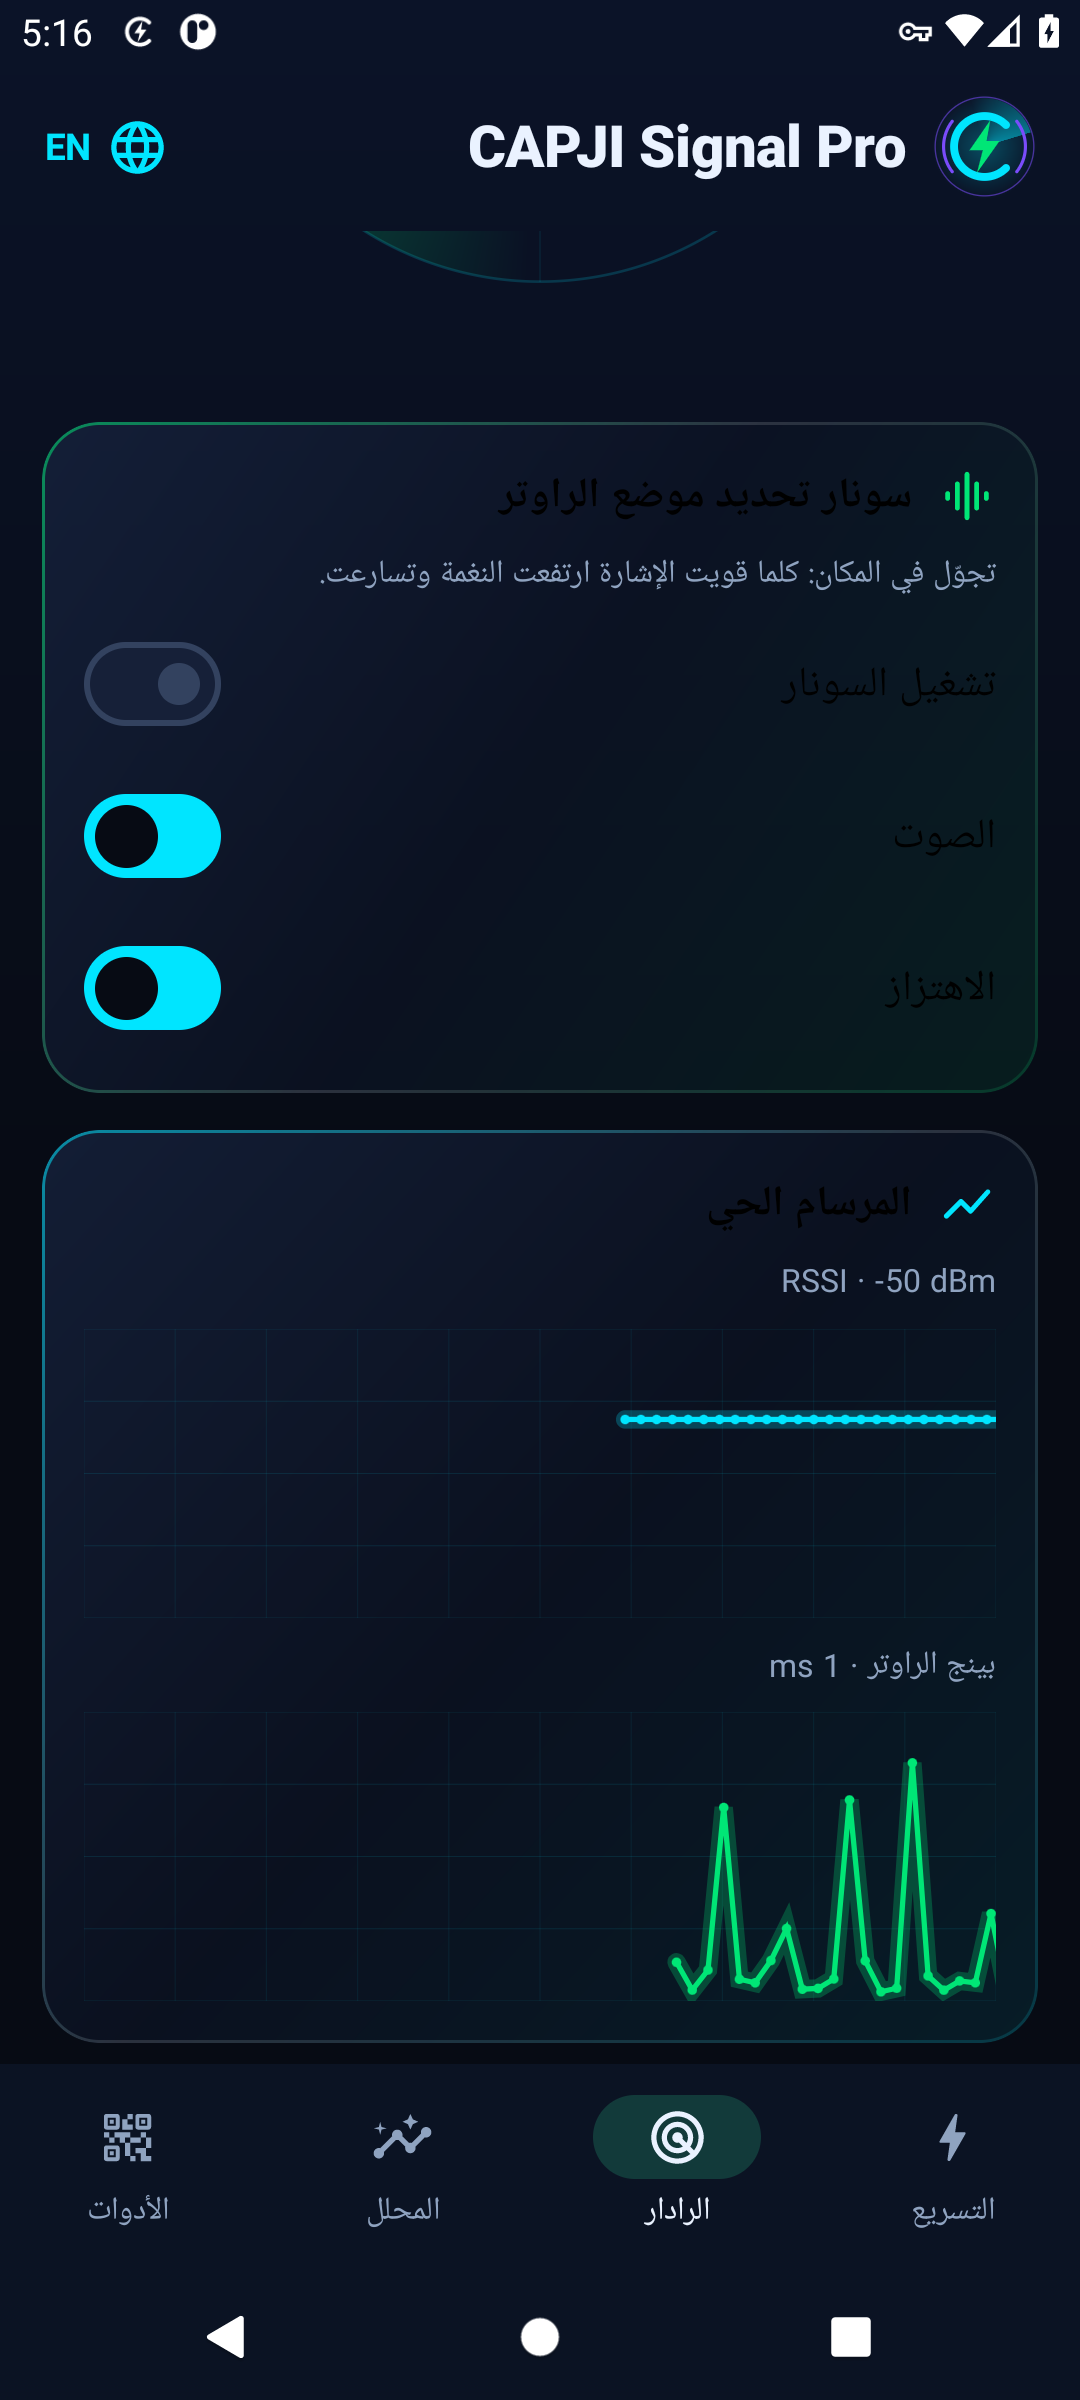 5:16
CAPJI Signal Pro
EN
سونار تحديد موضع الراوتر
تجوّل في المكان: كلما قويت الإشارة ارتفعت النغمة وتسارعت.
تشغيل السونار
الصوت
الاهتزاز
المرسام الحي
RSSI · -50 dBm
بينج الراوتر · 1 ms
التسريع
الرادار
المحلل
الأدوات